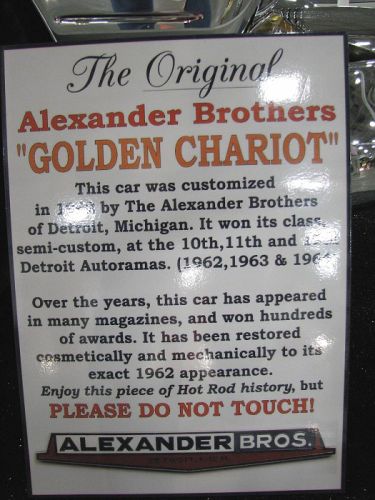 The Original
Alexander Brothers
"GOLDEN CHARIOT"
This car was customized
in by The Alexander Brothers
of Detroit, Michigan. It won its class,
semi-custom, at the 10th,11th and
Detroit Autoramas. (1962,1963 &
Over the years, this car has appeared
in many magazines, and won hundreds
of awards. It has been restored
cosmetically and mechanically to its
exact 1962 appearance.
Enjoy this piece of Hot Rod history, but
PLEASE DO NOT TOUCH!
ALEXANDER BROS.